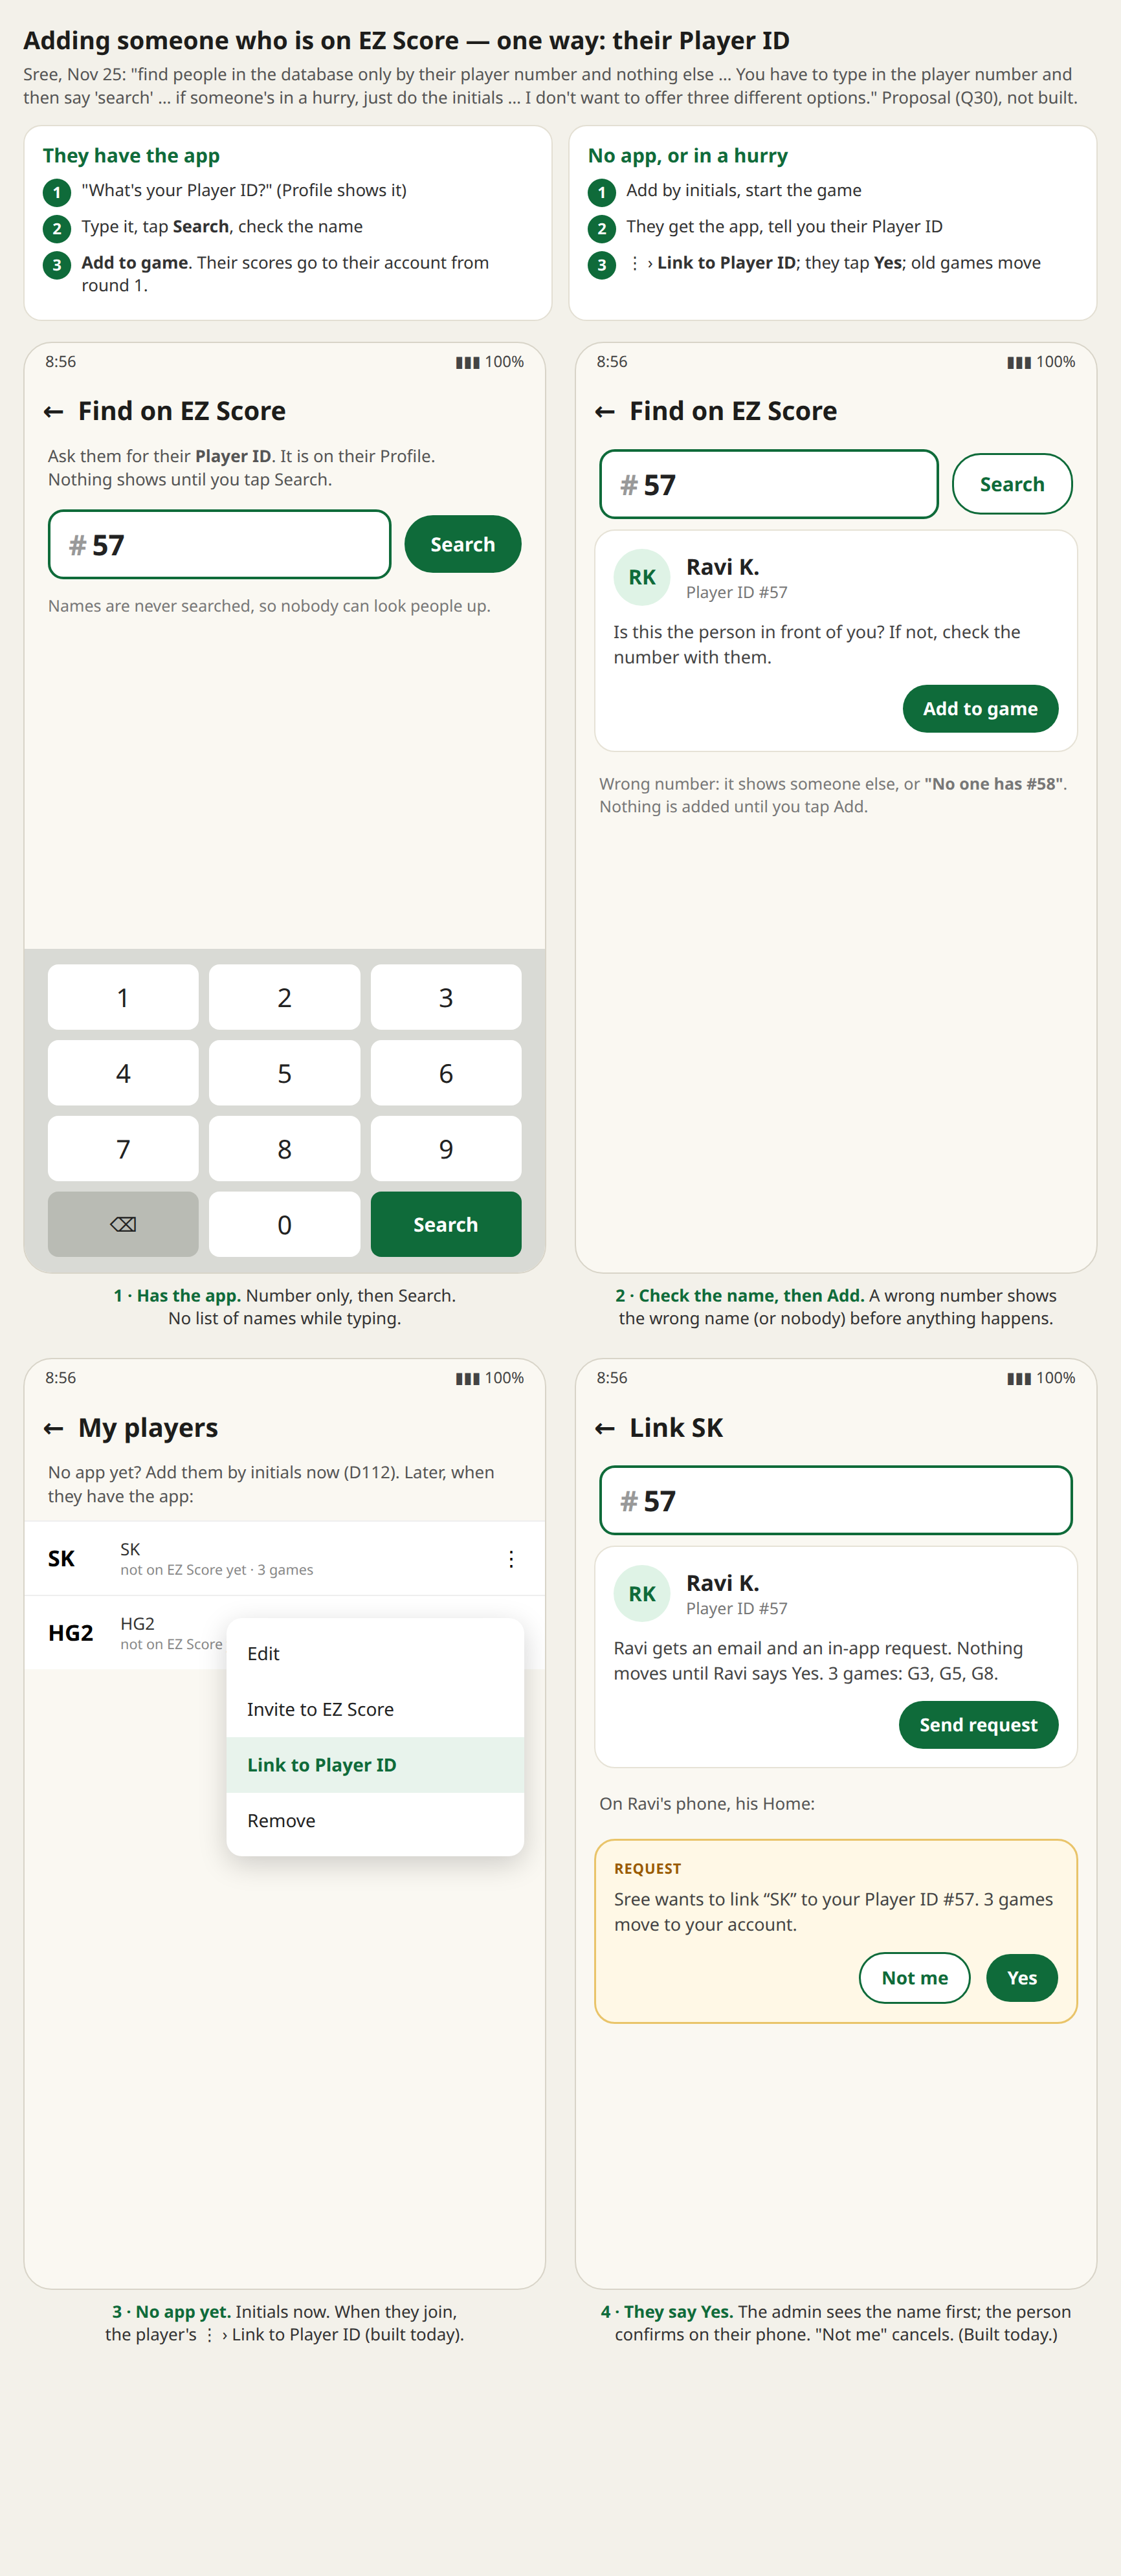 Adding someone who is on EZ Score — one way: their Player ID
Sree, Nov 25: "find people in the database only by their player number and nothing else ... You have to type in the player number and
then say 'search' ... if someone's in a hurry, just do the initials ... I don't want to offer three different options." Proposal (Q30), not built.
They have the app
1 "What's your Player ID?" (Profile shows it)
2 Type it, tap Search, check the name
3 Add to game. Their scores go to their account from
round 1.
No app, or in a hurry
1 Add by initials, start the game
2 They get the app, tell you their Player ID
3 ⋮ › Link to Player ID; they tap Yes; old games move
8:56 ▮▮▮ 100%
← Find on EZ Score
Ask them for their Player ID. It is on their Profile.
Nothing shows until you tap Search.
# 57 Search
Names are never searched, so nobody can look people up.
1 2 3
4 5 6
7 8 9
⌫ 0 Search
1 · Has the app. Number only, then Search.
No list of names while typing.
8:56 ▮▮▮ 100%
← Find on EZ Score
# 57 Search
RK Ravi K.
Player ID #57
Is this the person in front of you? If not, check the
number with them.
Add to game
Wrong number: it shows someone else, or "No one has #58".
Nothing is added until you tap Add.
2 · Check the name, then Add. A wrong number shows
the wrong name (or nobody) before anything happens.
8:56 ▮▮▮ 100%
← My players
No app yet? Add them by initials now (D112). Later, when
they have the app:
SK SK ⋮
not on EZ Score yet · 3 games
HG2 HG2
not on EZ Score
Edit
Invite to EZ Score
Link to Player ID
Remove
3 · No app yet. Initials now. When they join,
the player's ⋮ › Link to Player ID (built today).
8:56 ▮▮▮ 100%
← Link SK
# 57
RK Ravi K.
Player ID #57
Ravi gets an email and an in-app request. Nothing
moves until Ravi says Yes. 3 games: G3, G5, G8.
Send request
On Ravi's phone, his Home:
REQUEST
Sree wants to link “SK” to your Player ID #57. 3 games
move to your account.
Not me Yes
4 · They say Yes. The admin sees the name first; the person
confirms on their phone. "Not me" cancels. (Built today.)